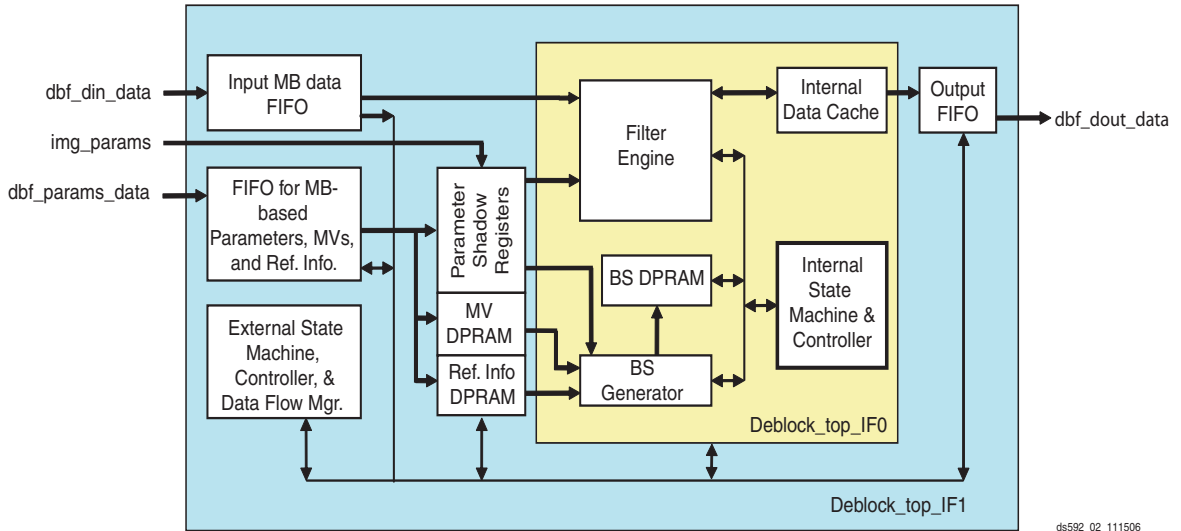 dbf_din_data
img_params
dbf_params_data
Input MB data
FIFO
FIFO for MB-
based
Parameters, MVs,
and Ref. Info.
External State
Machine,
Controller, &
Data Flow Mgr.
Parameter
Shadow
Registers
MV
DPRAM
Ref. Info
DPRAM
Filter
Engine
BS DPRAM
BS
Generator
Internal
Data Cache
Internal
State
Machine &
Controller
Deblock_top_IF0
Output
FIFO
dbf_dout_data
Deblock_top_IF1
ds592_02_111506